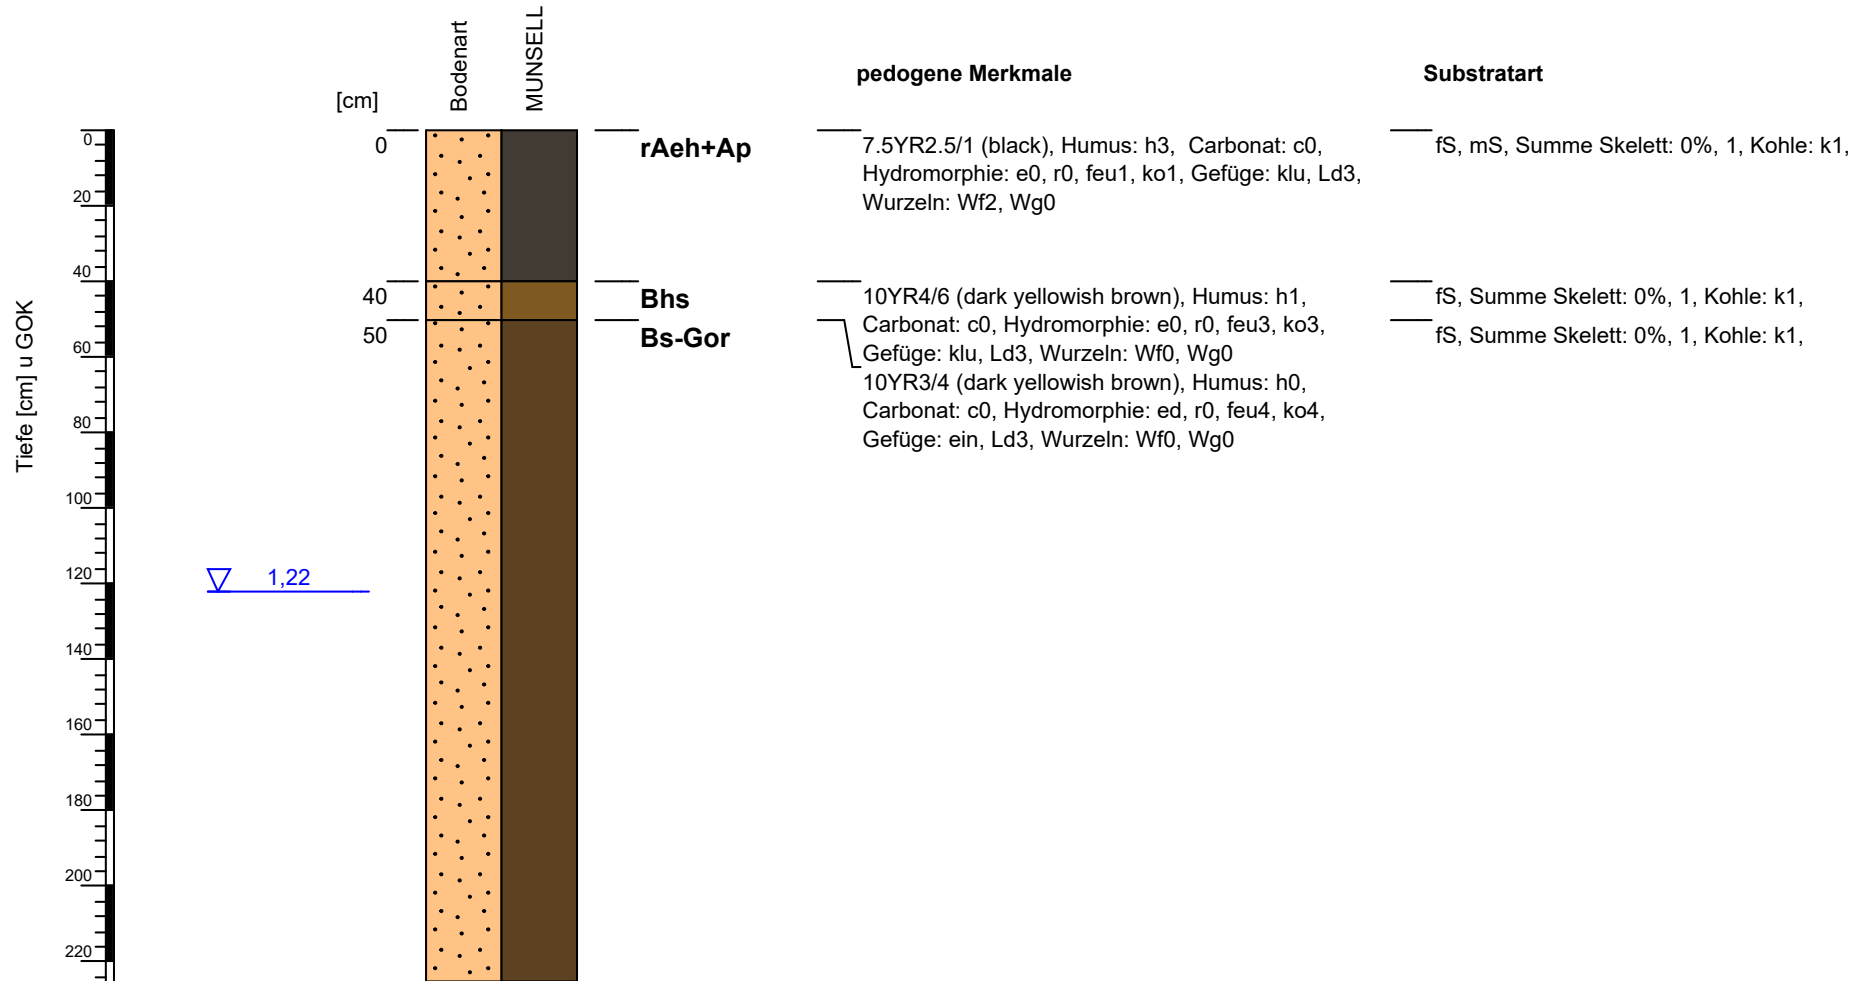 Bodenart
MUNSELL
pedogene Merkmale
Substratart
[cm]
Tiefe [cm] u GOK
0
20
40
60
80
100
120
140
160
180
200
220
1,22
0
rAeh+Ap
7.5YR2.5/1 (black), Humus: h3, Carbonat: c0,
Hydromorphie: e0, r0, feu1, ko1, Gefüge: klu, Ld3,
Wurzeln: Wf2, Wg0
fS, mS, Summe Skelett: 0%, 1, Kohle: k1,
40
Bhs
10YR4/6 (dark yellowish brown), Humus: h1,
Carbonat: c0, Hydromorphie: e0, r0, feu3, ko3,
Gefüge: klu, Ld3, Wurzeln: Wf0, Wg0
fS, Summe Skelett: 0%, 1, Kohle: k1,
50
Bs-Gor
10YR3/4 (dark yellowish brown), Humus: h0,
Carbonat: c0, Hydromorphie: ed, r0, feu4, ko4,
Gefüge: ein, Ld3, Wurzeln: Wf0, Wg0
fS, Summe Skelett: 0%, 1, Kohle: k1,